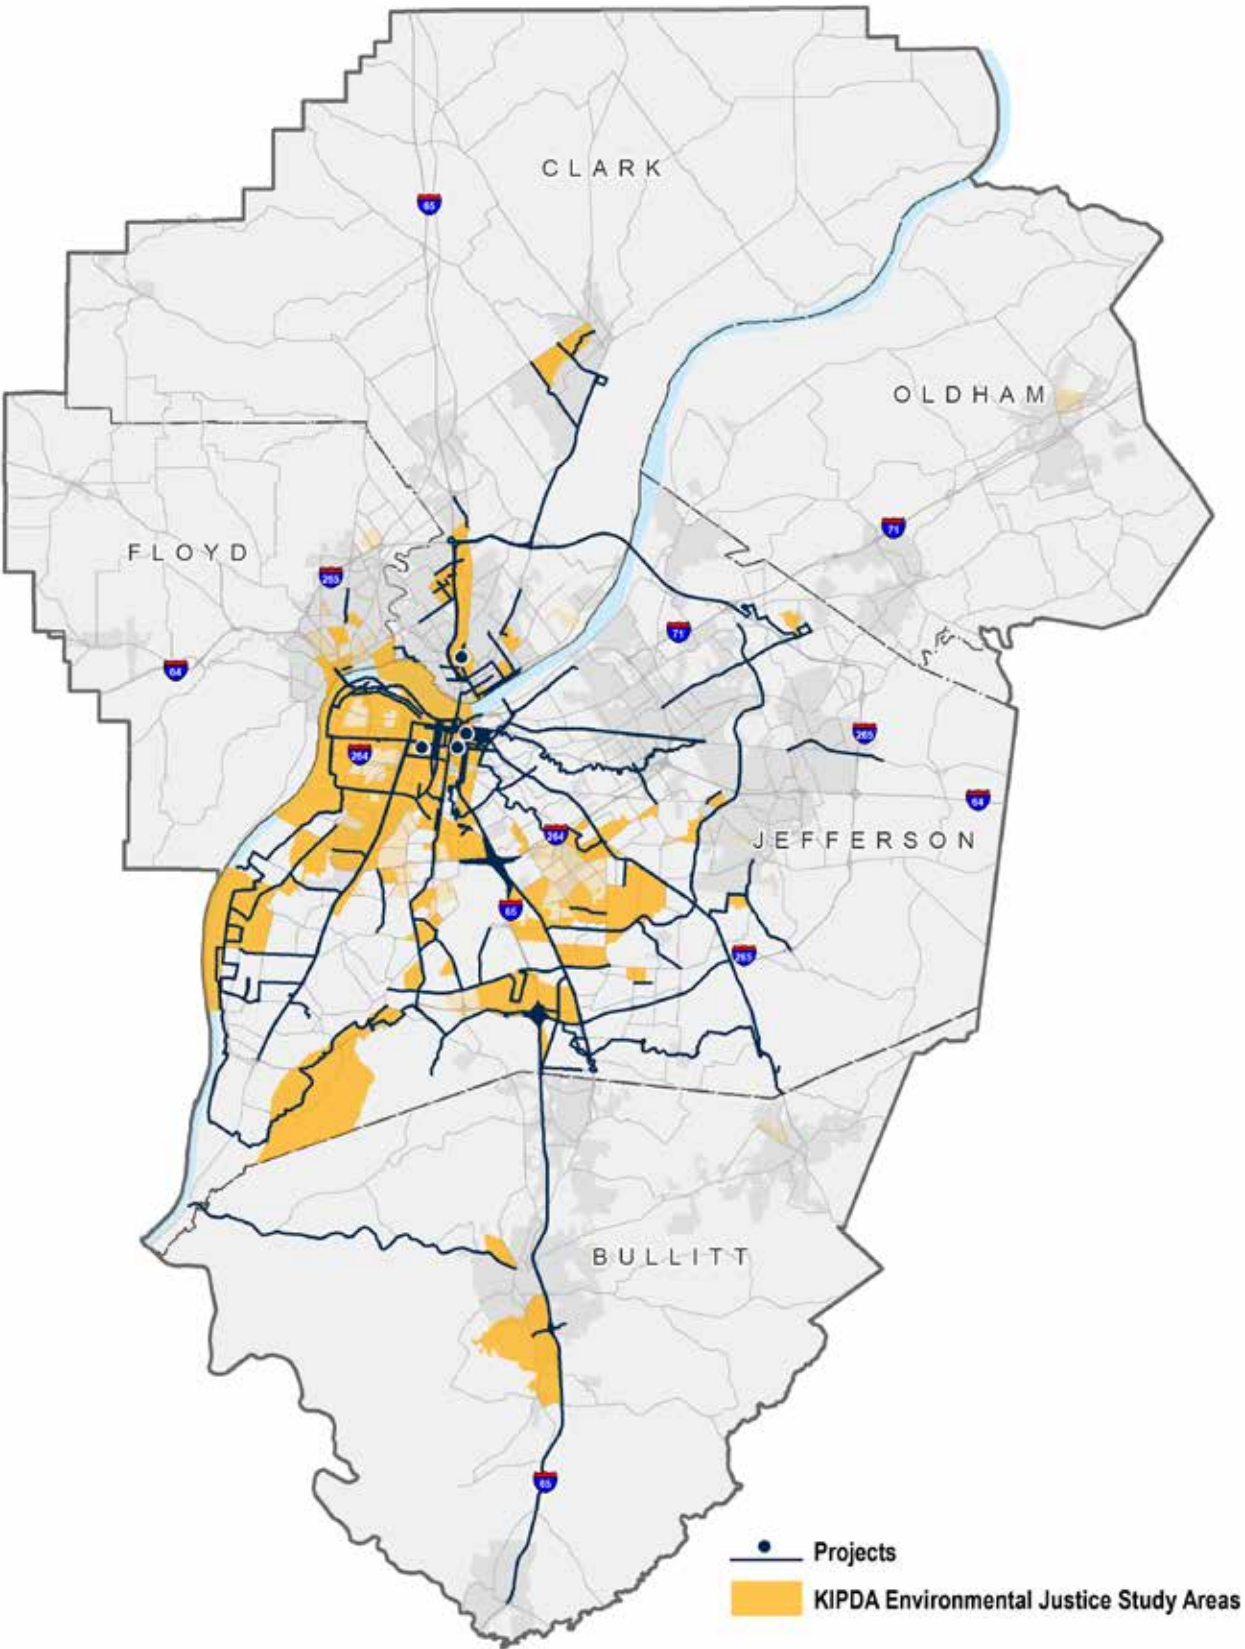 CLARK
65
OLDHAM
71
FLOYD
265
71
64
265
264
64
264
JEFFERSON
65
265
BULLITT
65
Projects
KIPDA Environmental Justice Study Areas